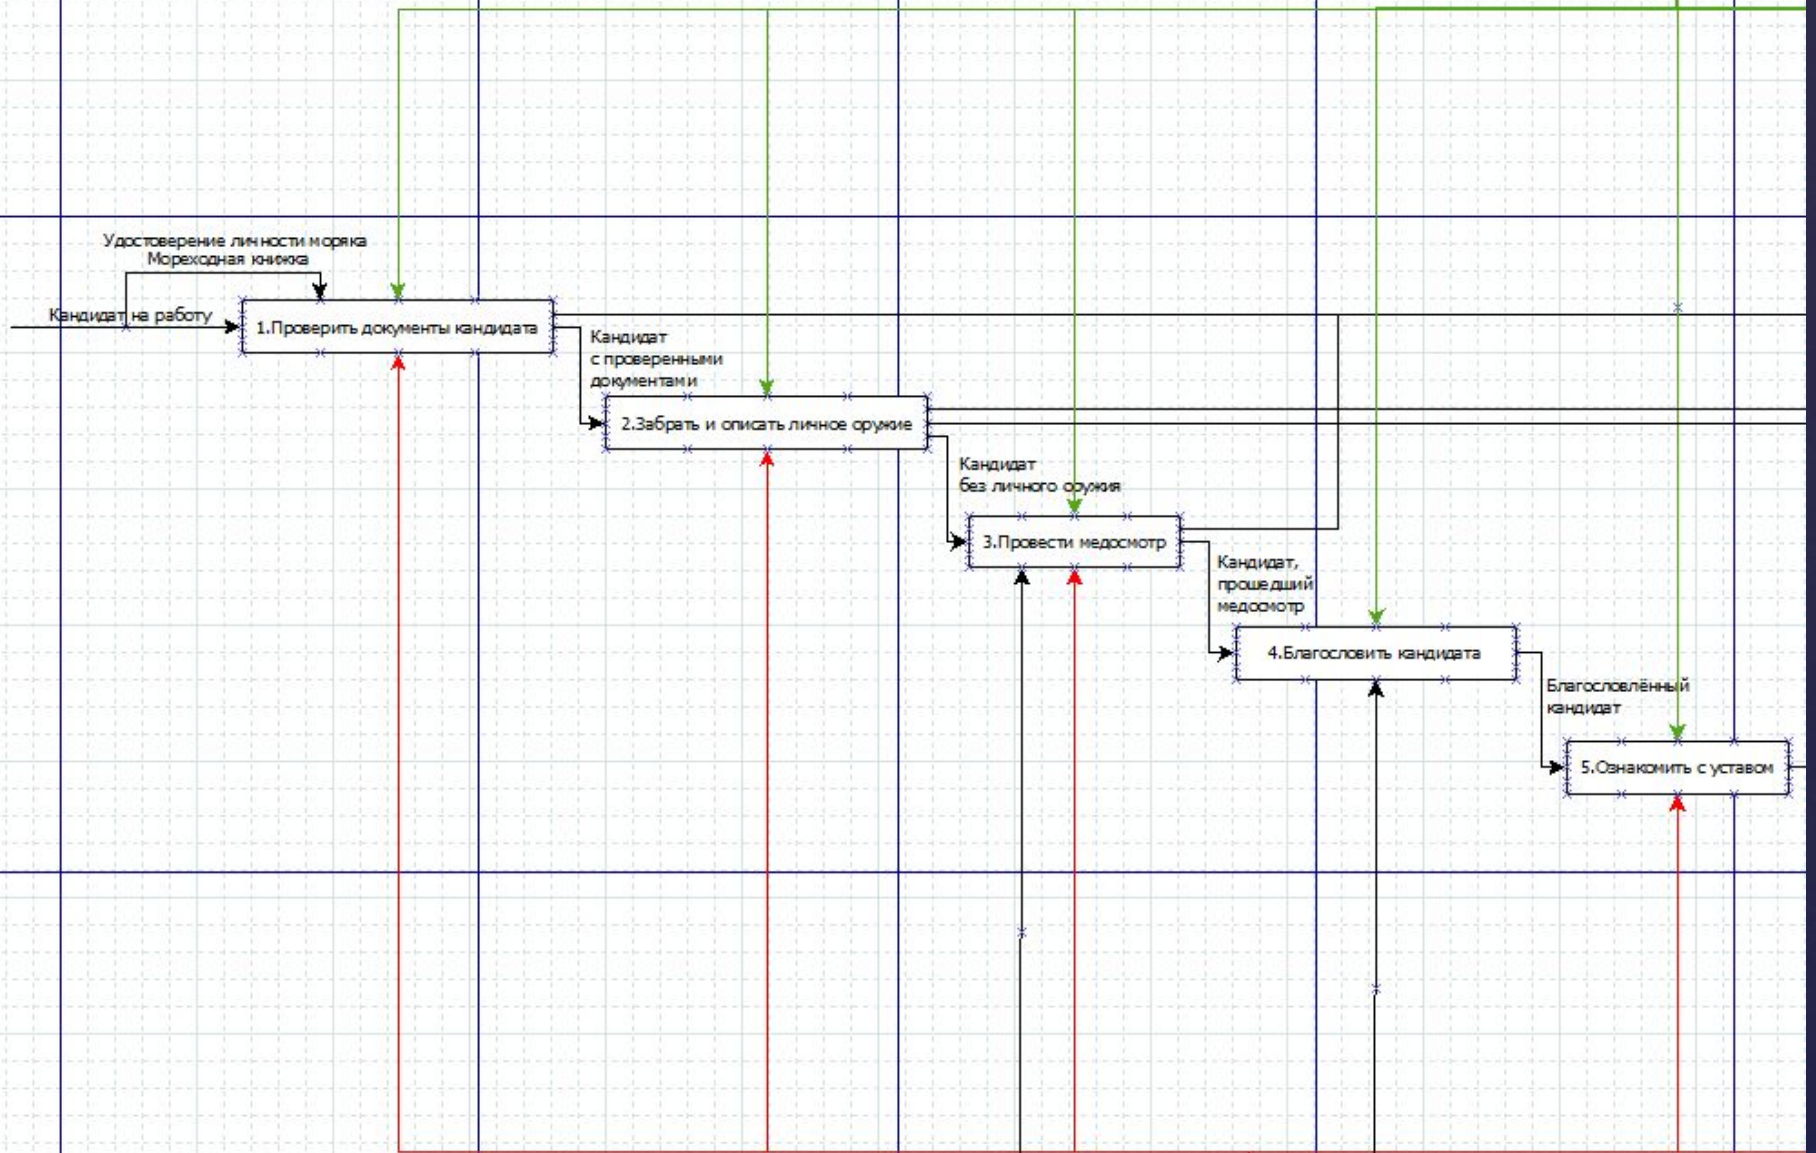 Удостоверение личности моряка
Мореходная книжка
Кандидат на работу
1.Проверить документы кандидата
Кандидат
с проверенными
документами
2.Забрать и описать личное оружие
Кандидат
без личного оружия
3.Провести медосмотр
Кандидат,
прошедший
медосмотр
4.Благословить кандидата
Благословлённый
кандидат
5.Ознакомить с уставом